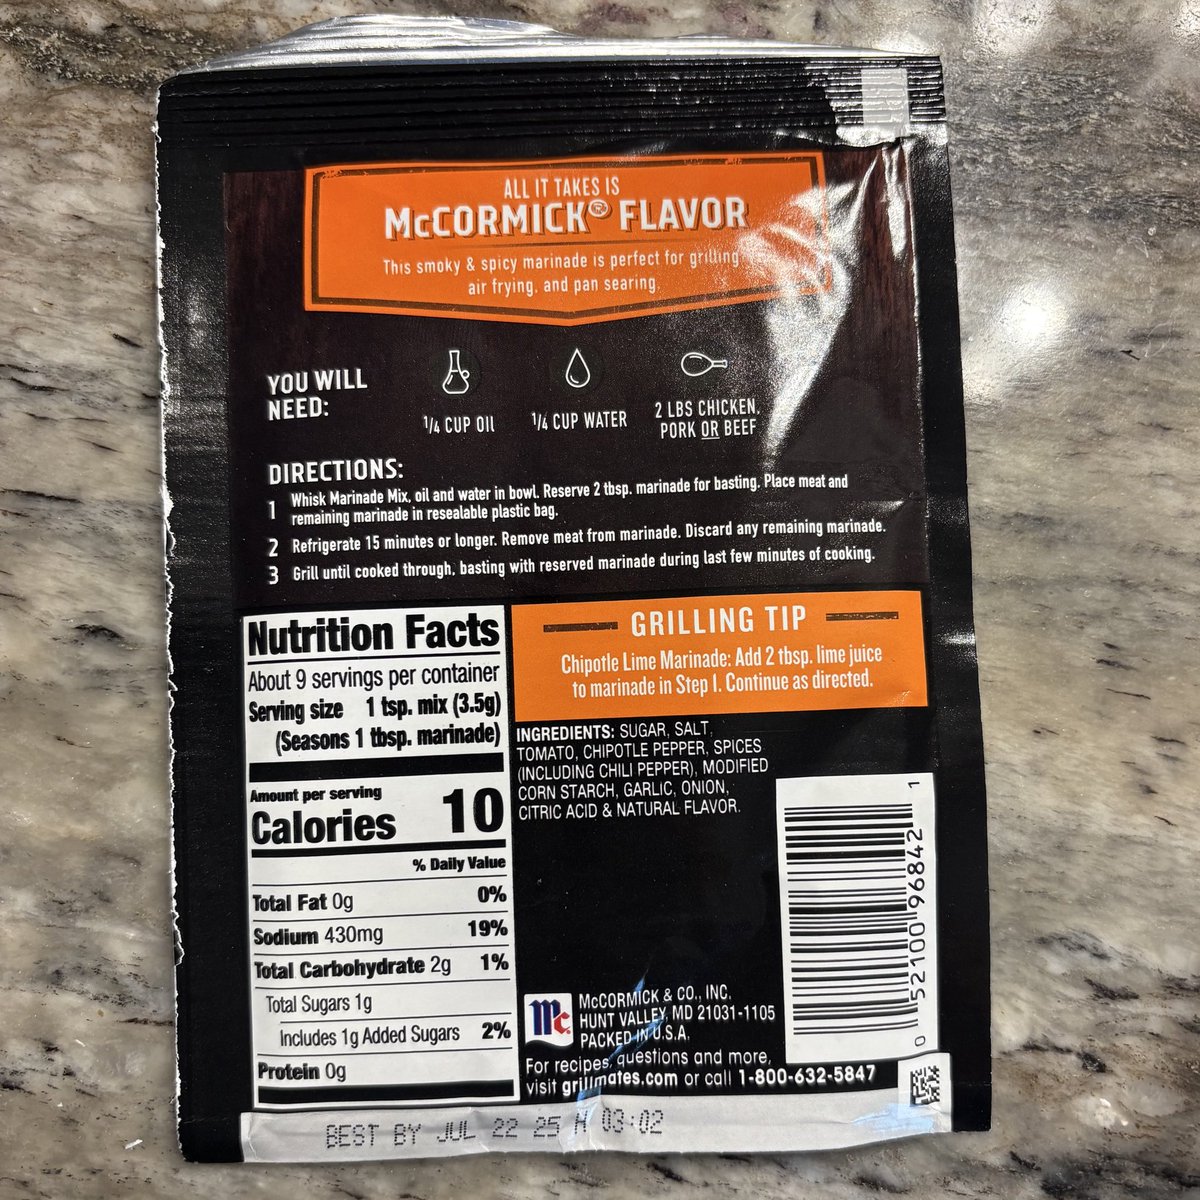 ALL IT TAKES IS
McCORMICK® FLAVOR
This smoky & spicy marinade is perfect for grilling
air frying, and pan searing.
YOU WILL
NEED:
1/4 CUP OIL
1/4 CUP WATER
2 LBS CHICKEN,
PORK OR BEEF
DIRECTIONS:
1 Whisk Marinade Mix, oil and water in bowl. Reserve 2 tbsp. marinade for basting. Place meat and
remaining marinade in resealable plastic bag.
2 Refrigerate 15 minutes or longer. Remove meat from marinade. Discard any remaining marinade.
3 Grill until cooked through, basting with reserved marinade during last few minutes of cooking.
Nutrition Facts
About 9 servings per container
Serving size 1 tsp. mix (3.5g)
(Seasons 1 tbsp. marinade)
Amount per serving
Calories 10
% Daily Value
Total Fat 0g 0%
Sodium 430mg 19%
Total Carbohydrate 2g 1%
Total Sugars 1g
Includes 1g Added Sugars 2%
Protein 0g
GRILLING TIP
Chipotle Lime Marinade: Add 2 tbsp. lime juice
to marinade in Step 1. Continue as directed.
INGREDIENTS: SUGAR, SALT,
TOMATO, CHIPOTLE PEPPER, SPICES
(INCLUDING CHILI PEPPER), MODIFIED
CORN STARCH, GARLIC, ONION,
CITRIC ACID & NATURAL FLAVOR.
0 52100 96842 1
Mc
McCORMICK & CO., INC.
HUNT VALLEY, MD 21031-1105
PACKED IN U.S.A.
For recipes, questions and more,
visit grillmates.com or call 1-800-632-5847
BEST BY JUL 22 25 H 03:02